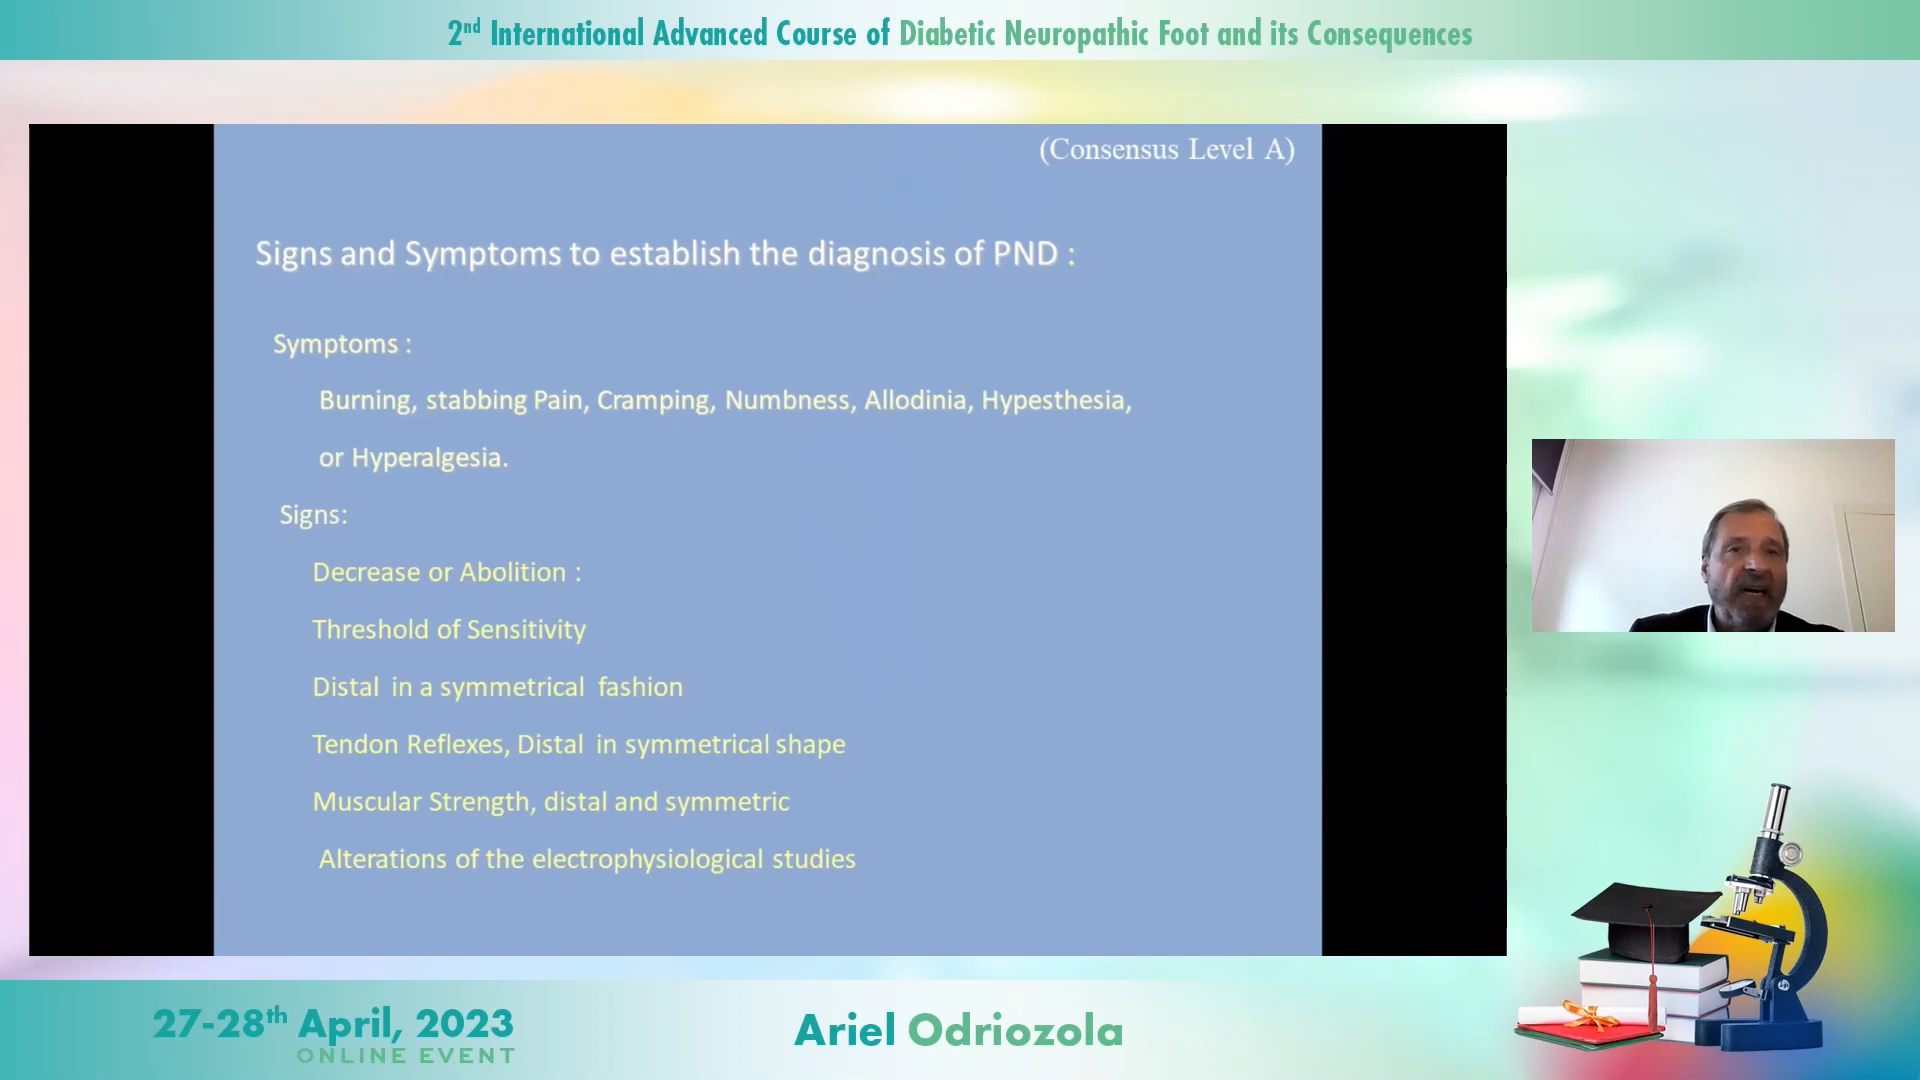 2nd International Advanced Course of Diabetic Neuropathic Foot and its Consequences
(Consensus Level A)
Signs and Symptoms to establish the diagnosis of PND :
Symptoms :
Burning, stabbing Pain, Cramping, Numbness, Allodinia, Hypesthesia,
or Hyperalgesia.
Signs:
Decrease or Abolition :
Threshold of Sensitivity
Distal in a symmetrical fashion
Tendon Reflexes, Distal in symmetrical shape
Muscular Strength, distal and symmetric
Alterations of the electrophysiological studies
27-28th April, 2023
ONLINE EVENT
Ariel Odriozola